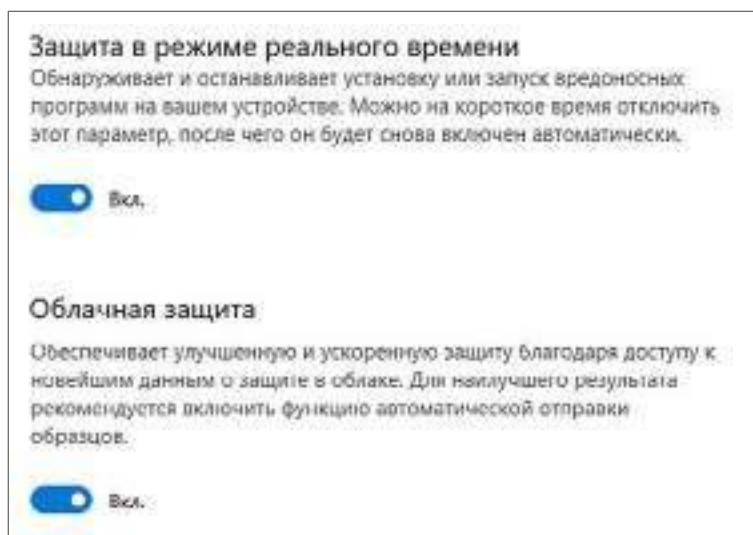 Защита в режиме реального времени
Обнаруживает и останавливает установку или запуск вредоносных
программ на вашем устройстве. Можно на короткое время отключить
этот параметр, после чего он будет снова включен автоматически.
Вкл.
Облачная защита
Обеспечивает улучшенную и ускоренную защиту благодаря доступу к
новейшим данным о защите в облаке. Для наилучшего результата
рекомендуется включить функцию автоматической отправки
образцов.
Вкл.